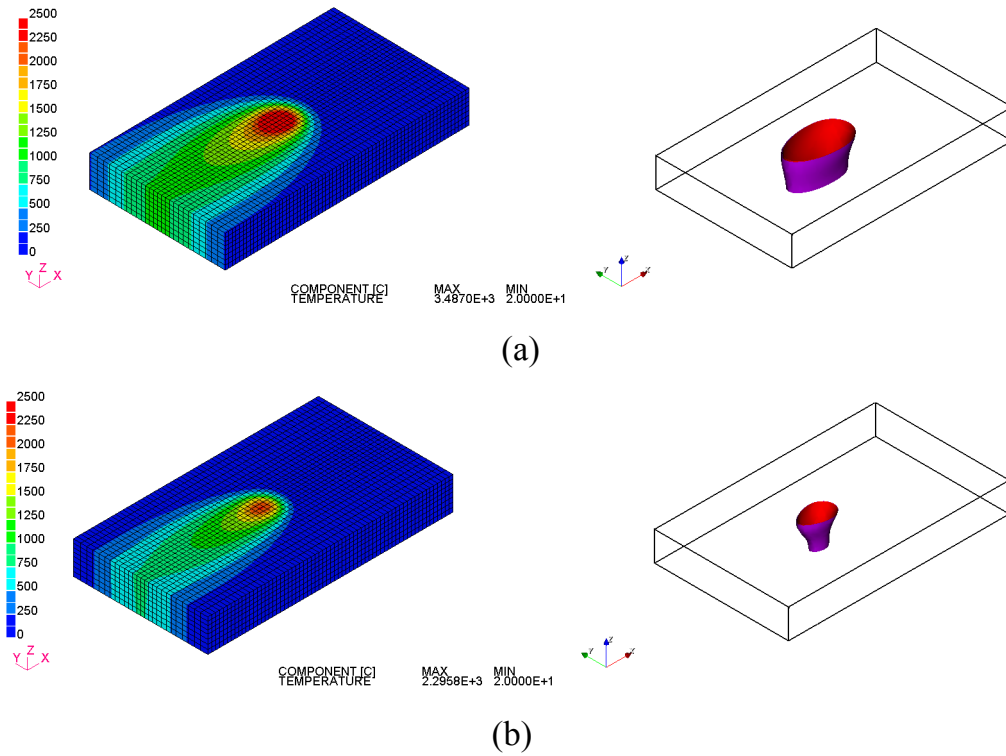 2500
2250
2000
1750
1500
1250
1000
750
500
250
0
Y Z X
COMPONENT [C] MAX MIN
TEMPERATURE 3.4870E+3 2.0000E+1
Y Z X
(a)
2500
2250
2000
1750
1500
1250
1000
750
500
250
0
Y Z X
COMPONENT [C] MAX MIN
TEMPERATURE 2.2958E+3 2.0000E+1
Y Z X
(b)